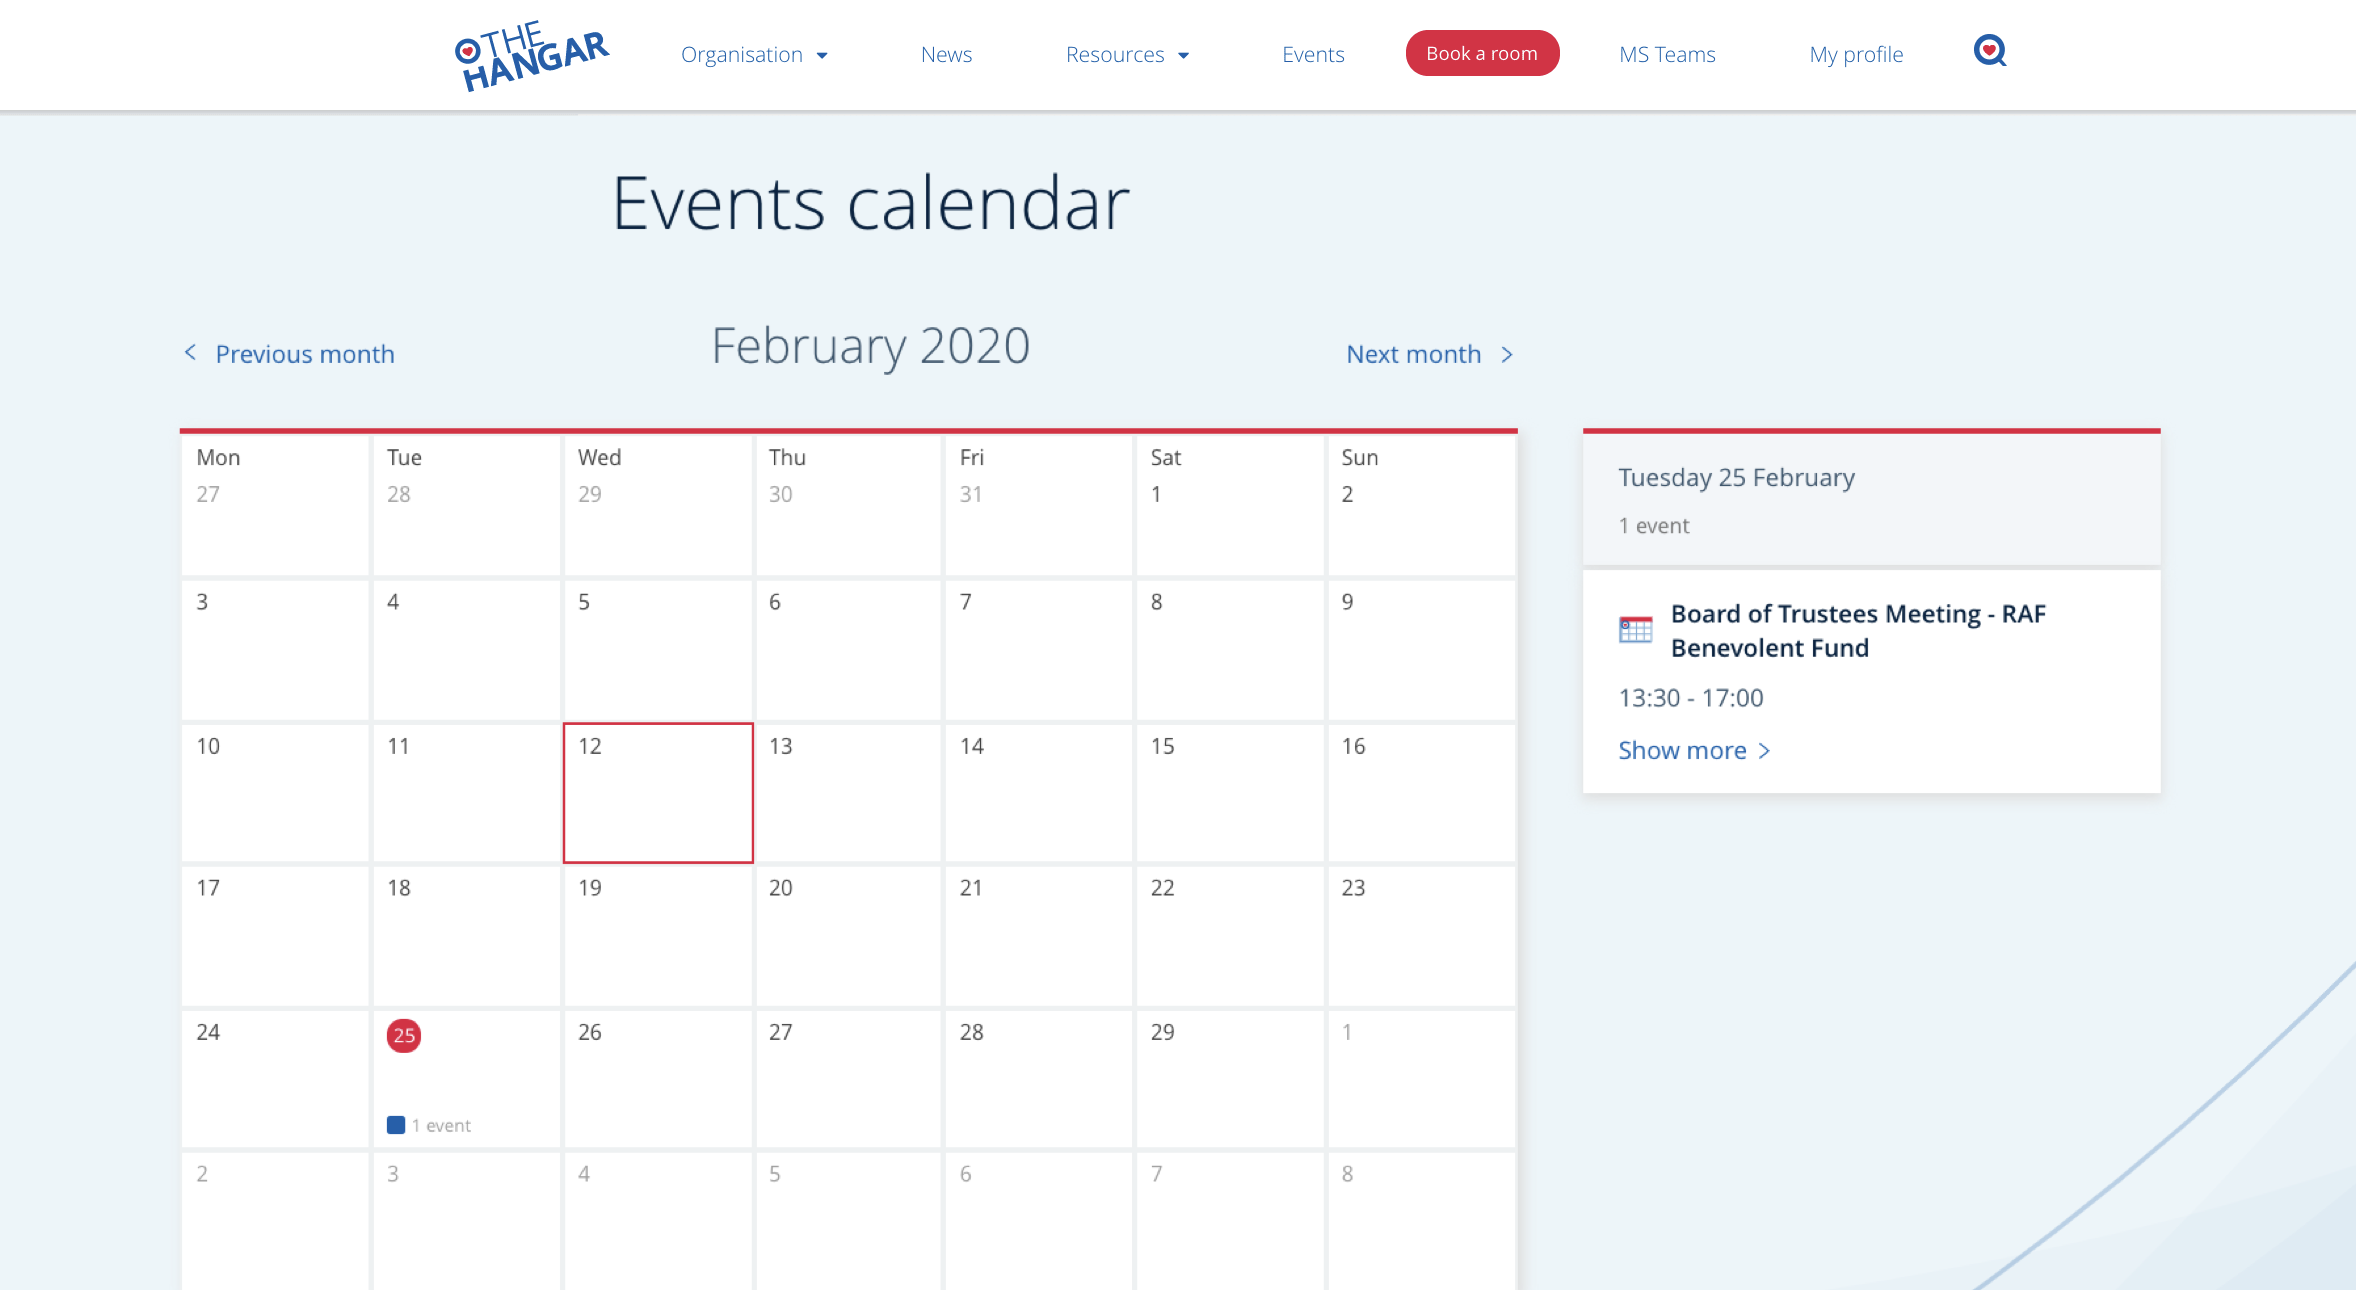 THE
HANGAR
Organisation
News
Resources
Events
Book a room
MS Teams
My profile
Events calendar
Previous month
February 2020
Next month
Mon Tue Wed Thu Fri Sat Sun
27 28 29 30 31 1 2
3 4 5 6 7 8 9
10 11 12 13 14 15 16
17 18 19 20 21 22 23
24 25 26 27 28 29 1
1 event
2 3 4 5 6 7 8
Tuesday 25 February
1 event
Board of Trustees Meeting - RAF
Benevolent Fund
13:30 - 17:00
Show more